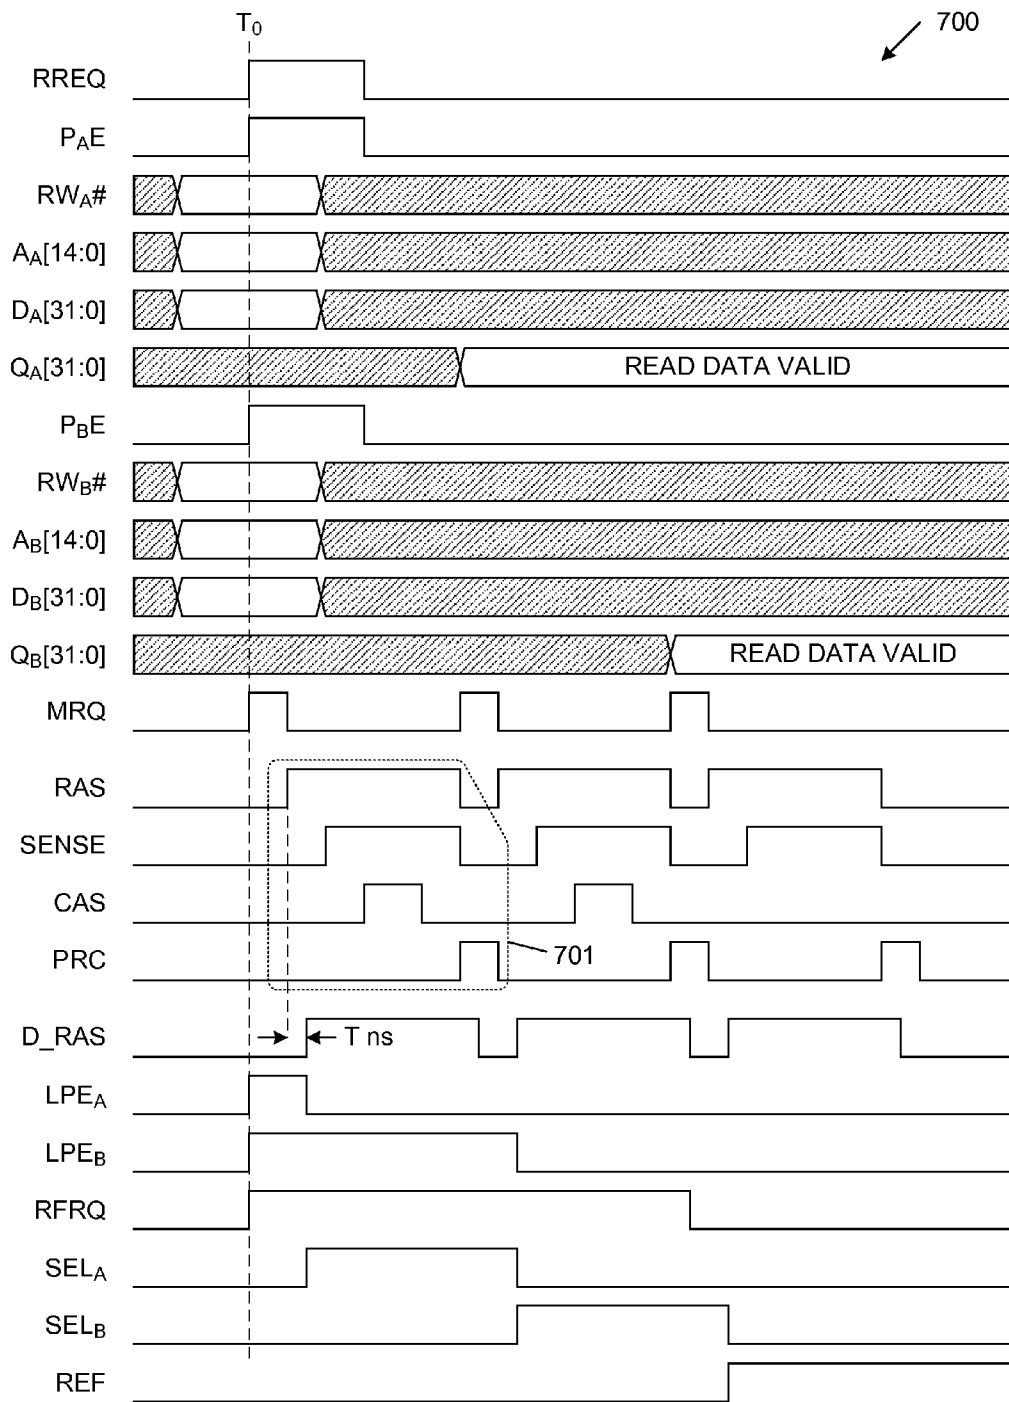 T0
700
RREQ
PAE
RWA#
AA[14:0]
DA[31:0]
QA[31:0] READ DATA VALID
PBE
RWB#
AB[14:0]
DB[31:0]
QB[31:0] READ DATA VALID
MRQ
RAS
SENSE
CAS
PRC 701
D_RAS T ns
LPEA
LPEB
RFRQ
SELA
SELB
REF